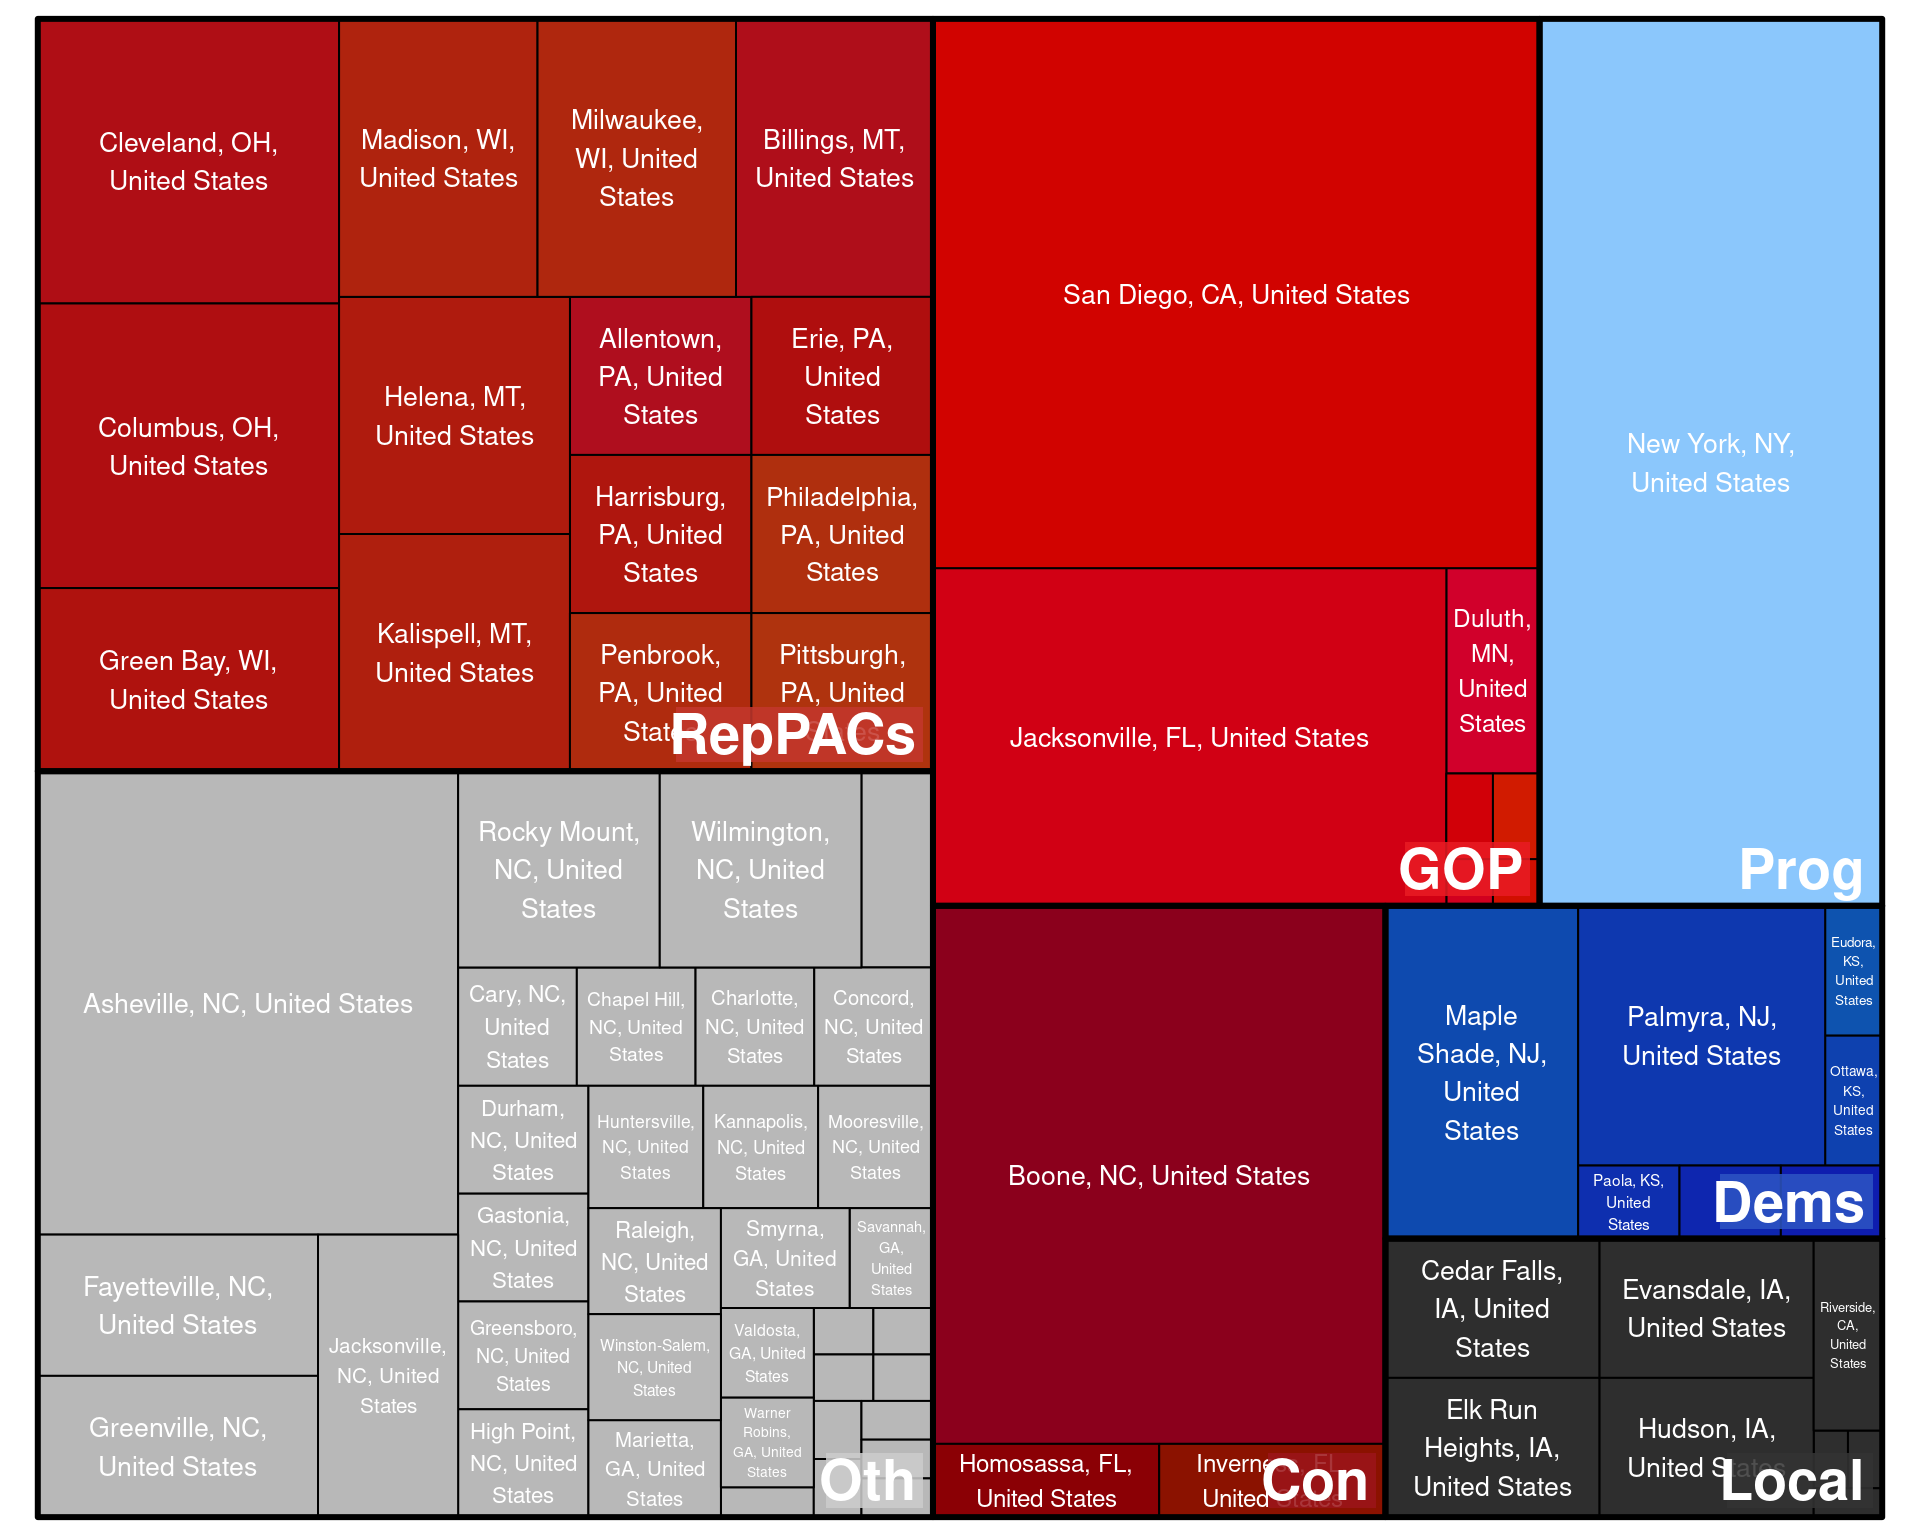 Cleveland, OH,
United States
Madison, WI,
United States
Milwaukee,
WI, United
States
Billings, MT,
United States
Columbus, OH,
United States
Helena, MT,
United States
Allentown,
PA, United
States
Erie, PA,
United
States
Harrisburg,
PA, United
States
Philadelphia,
PA, United
States
Green Bay, WI,
United States
Kalispell, MT,
United States
Penbrook,
PA, United
States
Pittsburgh,
PA, United
States
RepPACs
San Diego, CA, United States
Jacksonville, FL, United States
Duluth,
MN,
United
States
GOP
New York, NY,
United States
Prog
Asheville, NC, United States
Rocky Mount,
NC, United
States
Wilmington,
NC, United
States
Cary, NC,
United
States
Chapel Hill,
NC, United
States
Charlotte,
NC, United
States
Concord,
NC, United
States
Durham,
NC, United
States
Huntersville,
NC, United
States
Kannapolis,
NC, United
States
Mooresville,
NC, United
States
Gastonia,
NC, United
States
Raleigh,
NC, United
States
Smyrna,
GA, United
States
Savannah,
GA,
United
States
Fayetteville, NC,
United States
Jacksonville,
NC, United
States
Greensboro,
NC, United
States
Winston-Salem,
NC, United
States
Valdosta,
GA, United
States
Greenville, NC,
United States
High Point,
NC, United
States
Marietta,
GA, United
States
Warner
Robins,
GA, United
States
Oth
Boone, NC, United States
Homosassa, FL,
United States
Inverness, FL,
United States
Con
Maple
Shade, NJ,
United
States
Palmyra, NJ,
United States
Eudora,
KS,
United
States
Ottawa,
KS,
United
States
Paola, KS,
United
States
Dems
Cedar Falls,
IA, United
States
Evansdale, IA,
United States
Riverside,
CA,
United
States
Elk Run
Heights, IA,
United States
Hudson, IA,
United States
Local